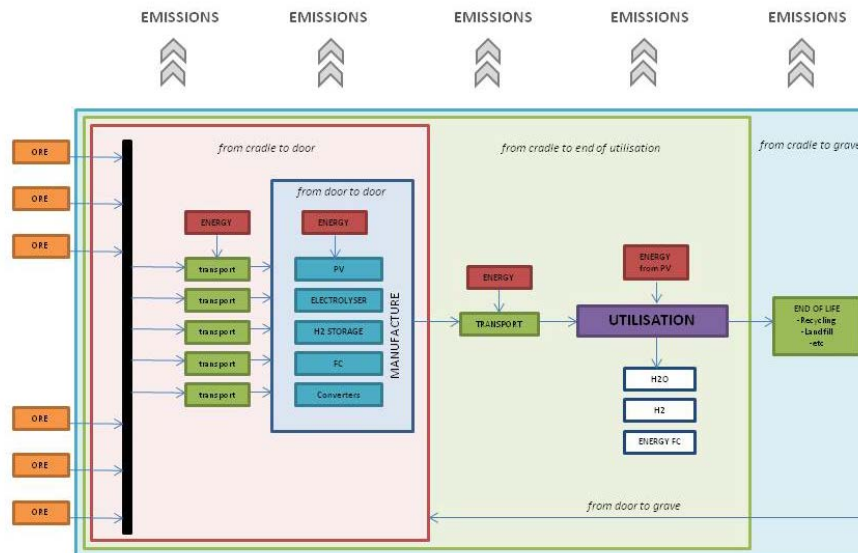 EMISSIONS
EMISSIONS
EMISSIONS
EMISSIONS
EMISSIONS
from cradle to door
from cradle to end of utilisation
from cradle to grave
ORE
ORE
ORE
ORE
ORE
ORE
from door to door
ENERGY
ENERGY
transport
transport
transport
transport
transport
PV
ELECTROLYSER
H2 STORAGE
FC
Converters
MANUFACTURE
ENERGY
TRANSPORT
ENERGY
from PV
UTILISATION
H2O
H2
ENERGY FC
END OF LIFE
-Recycling
-Landfill
-etc
from door to grave